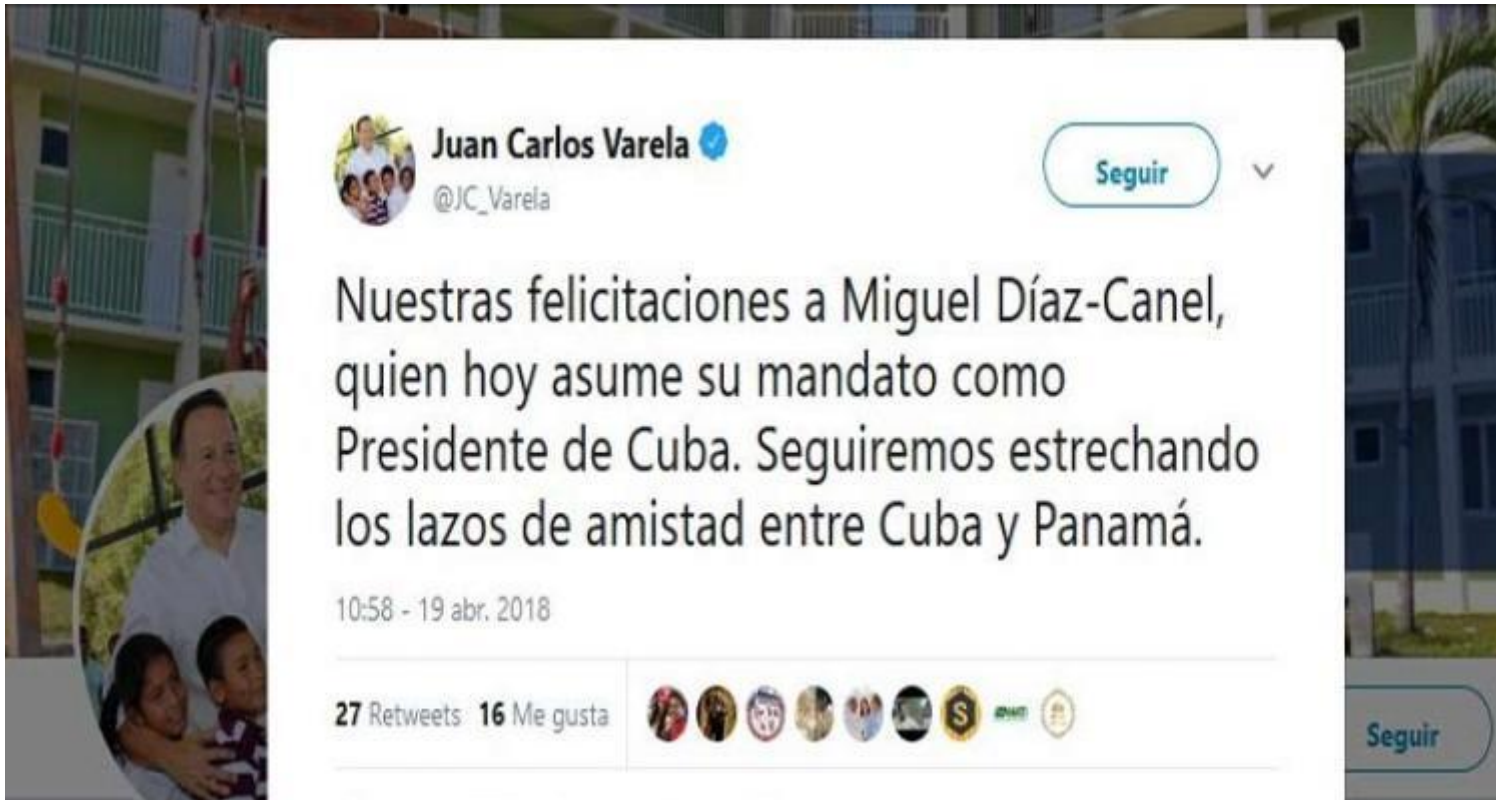 Juan Carlos Varela
Seguir
@JC_Varela
Nuestras felicitaciones a Miguel Díaz-Canel,
quien hoy asume su mandato como
Presidente de Cuba. Seguiremos estrechando
los lazos de amistad entre Cuba y Panamá.
10:58 - 19 abr. 2018
27 Retweets 16 Me gusta
S
Seguir